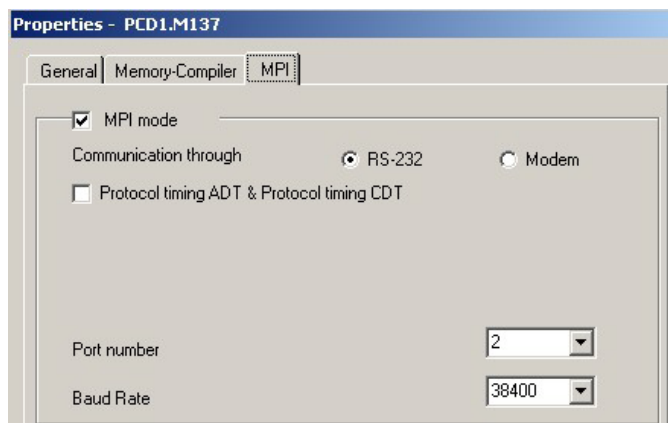 Properties - PCD1.M137
General Memory-Compiler MPI
MPI mode
Communication through RS-232 Modem
Protocol timing ADT & Protocol timing CDT
Port number 2
Baud Rate 38400